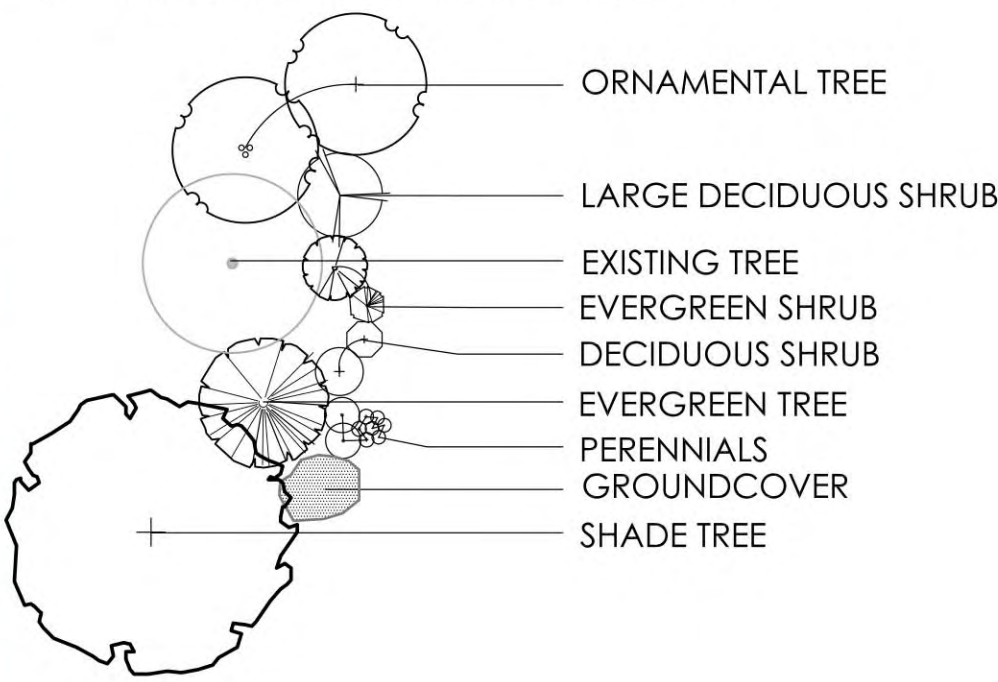 ORNAMENTAL TREE
LARGE DECIDUOUS SHRUB
EXISTING TREE
EVERGREEN SHRUB
DECIDUOUS SHRUB
EVERGREEN TREE
PERENNIALS
GROUNDCOVER
SHADE TREE